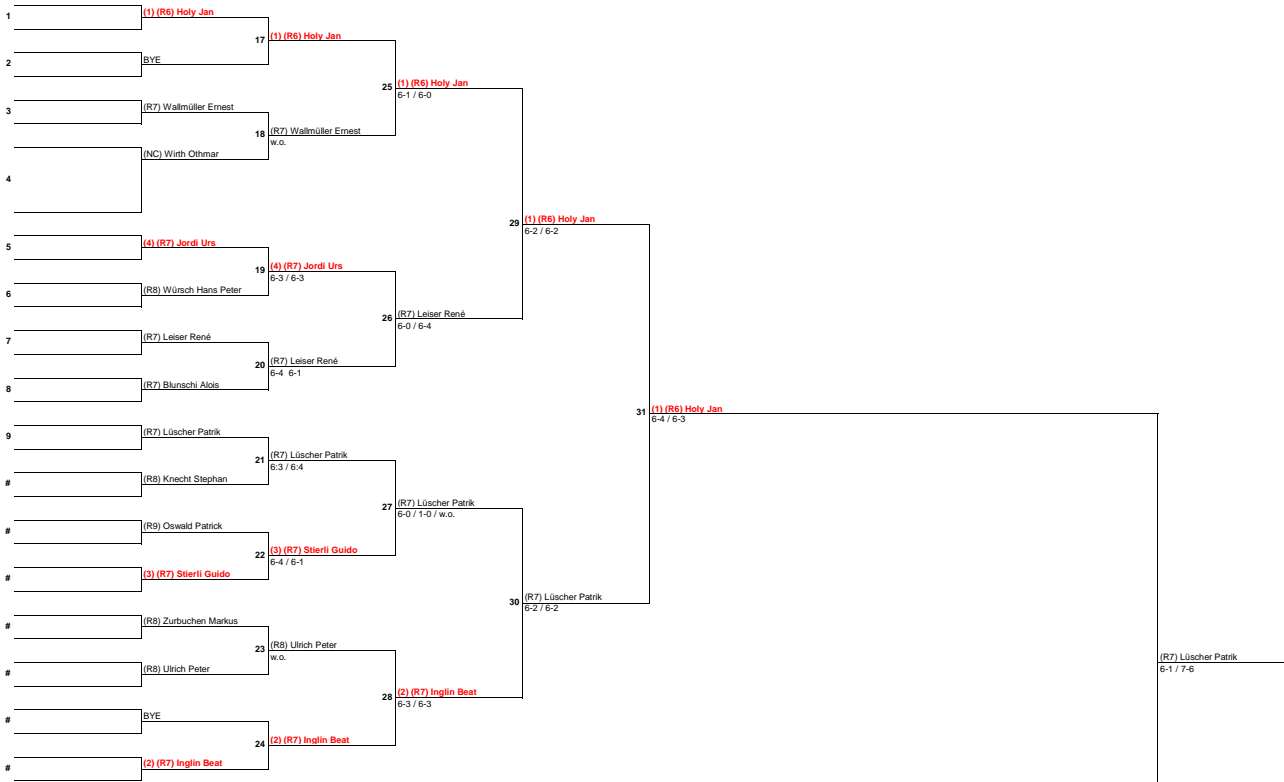 1
(1) (R6) Holy Jan
17
(1) (R6) Holy Jan
2
BYE
25
(1) (R6) Holy Jan
6-1 / 6-0
3
(R7) Wallmüller Ernest
18
(R7) Wallmüller Ernest
w.o.
(NC) Wirth Othmar
4
29
(1) (R6) Holy Jan
6-2 / 6-2
5
(4) (R7) Jordi Urs
19
(4) (R7) Jordi Urs
6-3 / 6-3
6
(R8) Würsch Hans Peter
26
(R7) Leiser René
6-0 / 6-4
7
(R7) Leiser René
20
(R7) Leiser René
6-4  6-1
8
(R7) Blunschi Alois
31
(1) (R6) Holy Jan
6-4 / 6-3
9
(R7) Lüscher Patrik
21
(R7) Lüscher Patrik
6:3 / 6:4
#
(R8) Knecht Stephan
27
(R7) Lüscher Patrik
6-0 / 1-0 / w.o.
#
(R9) Oswald Patrick
22
(3) (R7) Stierli Guido
6-4 / 6-1
#
(3) (R7) Stierli Guido
30
(R7) Lüscher Patrik
6-2 / 6-2
#
(R8) Zurbuchen Markus
23
(R8) Ulrich Peter
w.o.
#
(R8) Ulrich Peter
(R7) Lüscher Patrik
6-1 / 7-6
28
(2) (R7) Inglin Beat
6-3 / 6-3
#
BYE
24
(2) (R7) Inglin Beat
#
(2) (R7) Inglin Beat